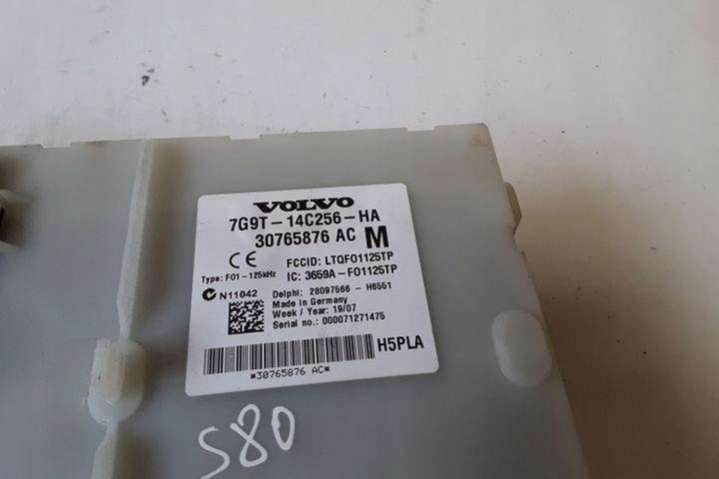 VOLVO
7G9T-14C256-HA
30765876 AC M
CE FCCID: LTQFO1125TP
Type: FO1-125kHz IC: 3659A-FO1125TP
N11042 Delphi: 28097566 - H6551
Made in Germany
Week / Year: 19/07
Serial no.: 000071271475
H5PLA
*30765876 AC*
S80